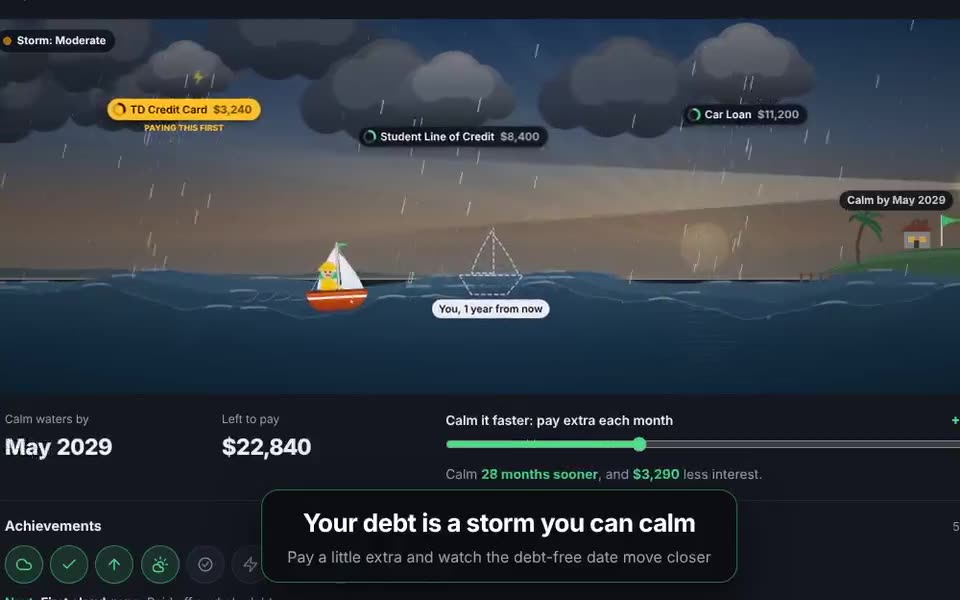 Storm: Moderate
TD Credit Card $3,240
PAYING THIS FIRST
Student Line of Credit $8,400
Car Loan $11,200
Calm by May 2029
You, 1 year from now
Calm waters by
May 2029
Left to pay
$22,840
Calm it faster: pay extra each month
+
Calm 28 months sooner, and $3,290 less interest.
Achievements
5
Your debt is a storm you can calm
Pay a little extra and watch the debt-free date move closer